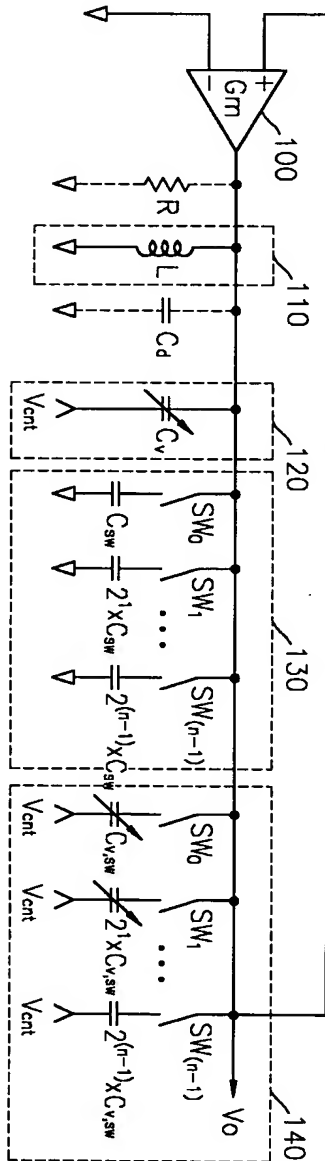 +
Gm
−
100
R
L
110
Cd
Vcnt
Cv
120
SW0
SW1
SW(n-1)
Csw
2^1xCsw
2^(n-1)xCsw
130
SW0
SW1
SW(n-1)
Cv,sw
2^1xCv,sw
2^(n-1)xCv,sw
Vcnt
Vcnt
Vcnt
140
Vo